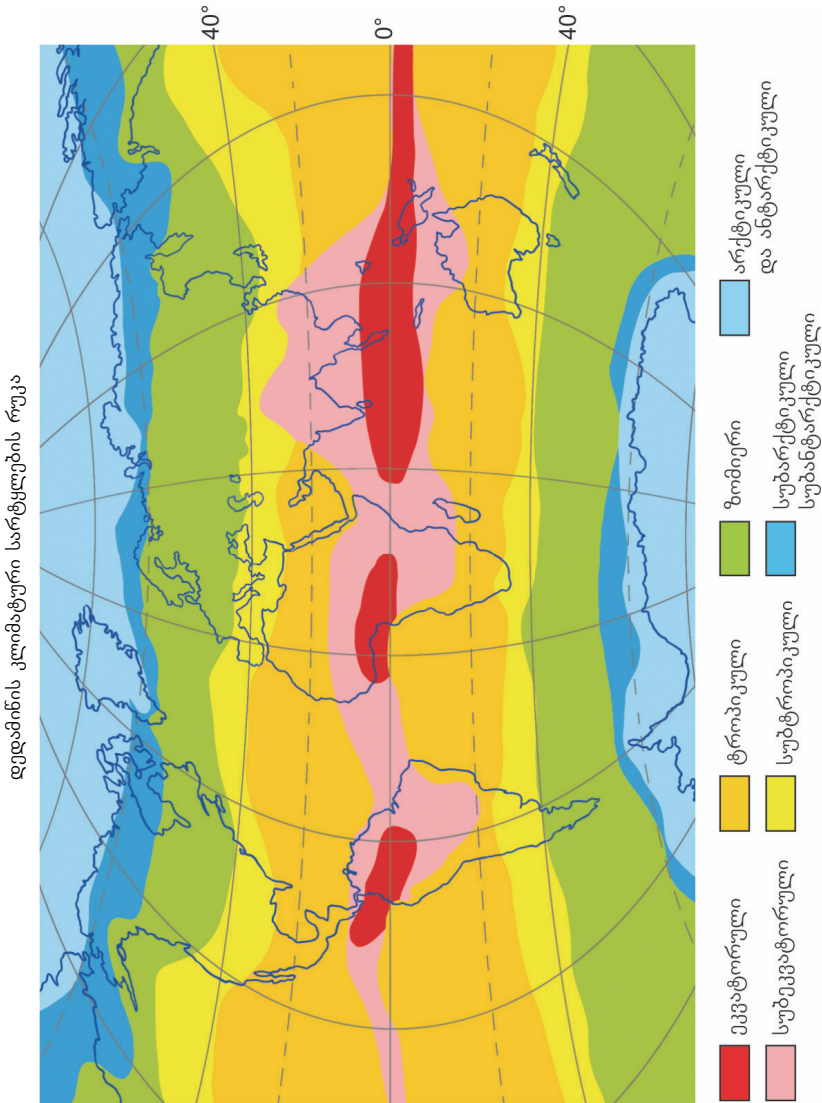 დედამიწის კლიმატური სარტყლების რუკა
40°
0°
40°
ეკვატორული
სუბეკვატორული
ტროპიკული
სუბტროპიკული
ზომიერი
სუბარქტიკული
სუბანტარქტიკული
არქტიკული
და ანტარქტიკული